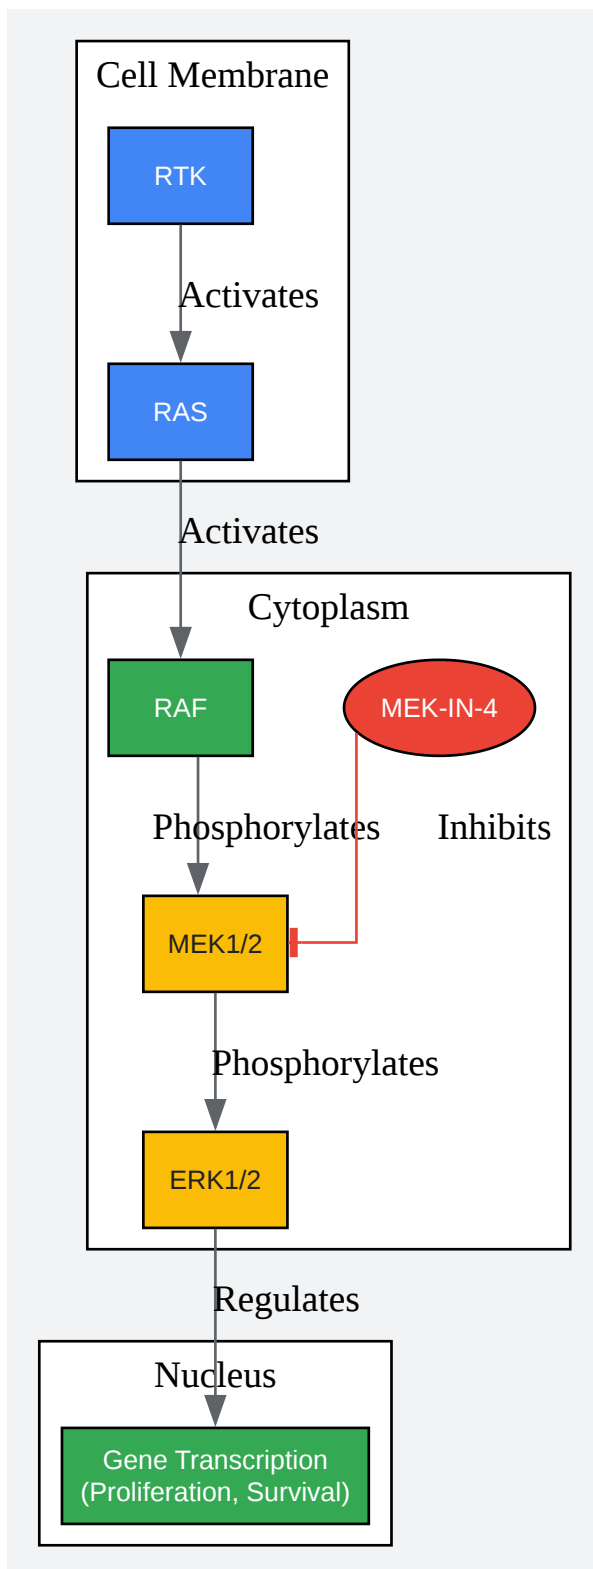 Cell Membrane
RTK
Activates
RAS
Activates
Cytoplasm
RAF
MEK-IN-4
Phosphorylates
Inhibits
MEK1/2
Phosphorylates
ERK1/2
Regulates
Nucleus
Gene Transcription
(Proliferation, Survival)